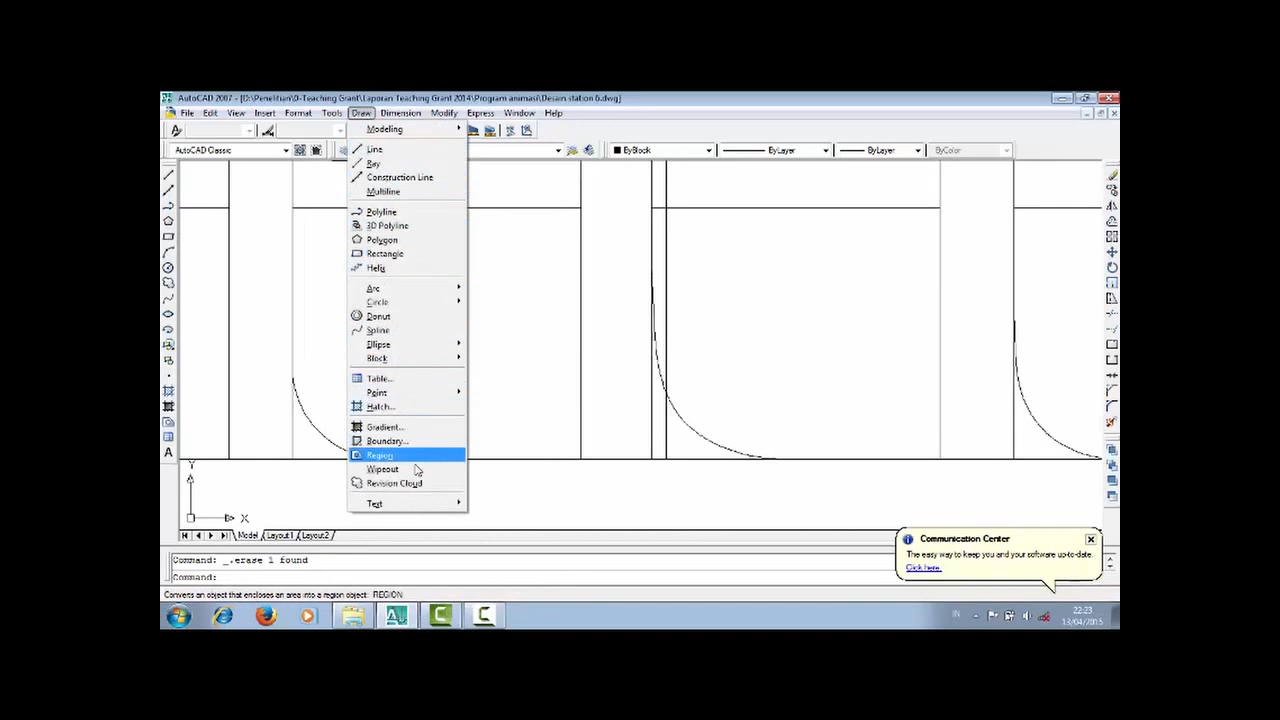 AutoCAD 2007 - [D:\Penelitian\0-Teaching Grant\Laporan Teaching Grant 2014\Program animasi\Desain station 6.dwg]
File Edit View Insert Format Tools Draw Dimension Modify Express Window Help
Modeling
AutoCAD Classic
ByBlock
ByLayer
ByLayer
ByColor
Line
Ray
Construction Line
Multiline
Polyline
3D Polyline
Polygon
Rectangle
Helix
Arc
Circle
Donut
Spline
Ellipse
Block
Table...
Point
Hatch...
Gradient...
Boundary...
Region
Wipeout
Revision Cloud
Text
A
Y
X
Model Layout1 Layout2
Communication Center
The easy way to keep you and your software up-to-date.
Click here.
Command: _.erase 1 found
Command:
Converts an object that encloses an area into a region object: REGION
IN
22:23
13/04/2015